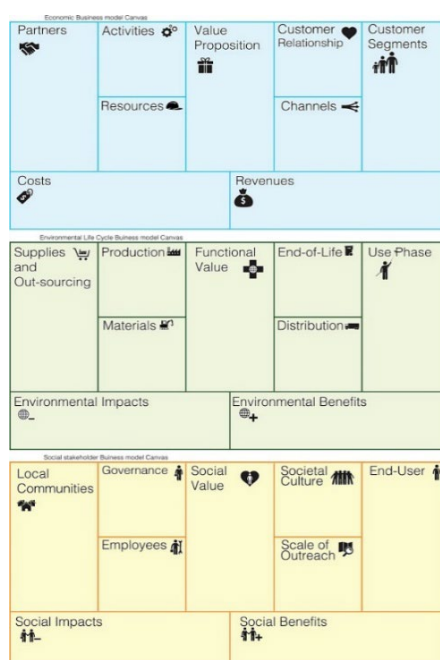 Economic Business model Canvas
Partners
Activities
Value
Proposition
Customer
Relationship
Customer
Segments
Resources
Channels
Costs
Revenues
Environmental Life Cycle Buiness model Canvas
Supplies
and
Out-sourcing
Production
Functional
Value
End-of-Life
Use Phase
Materials
Distribution
Environmental Impacts
Environmental Benefits
Social stakeholder Buiness model Canvas
Local
Communities
Governance
Social
Value
Societal
Culture
End-User
Employees
Scale of
Outreach
Social Impacts
Social Benefits